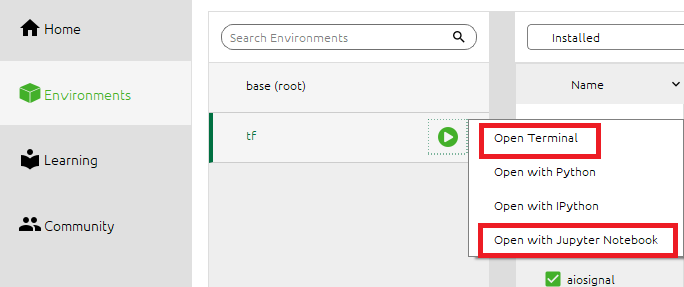 Home
Environments
Learning
Community
Search Environments
base (root)
tf
Installed
Name
Open Terminal
Open with Python
Open with IPython
Open with Jupyter Notebook
aiosignal